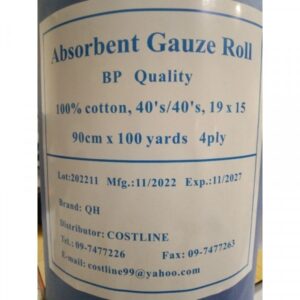 Absorbent Gauze Roll
BP Quality
100% cotton, 40's/40's, 19 x 15
90cm x 100 yards 4ply
Lot:202211 Mfg.:11/2022 Exp.:11/2027
Brand: QH
Distributor: COSTLINE
Tel.: 09-7477226 Fax: 09-7477263
E-mail: costline99@yahoo.com